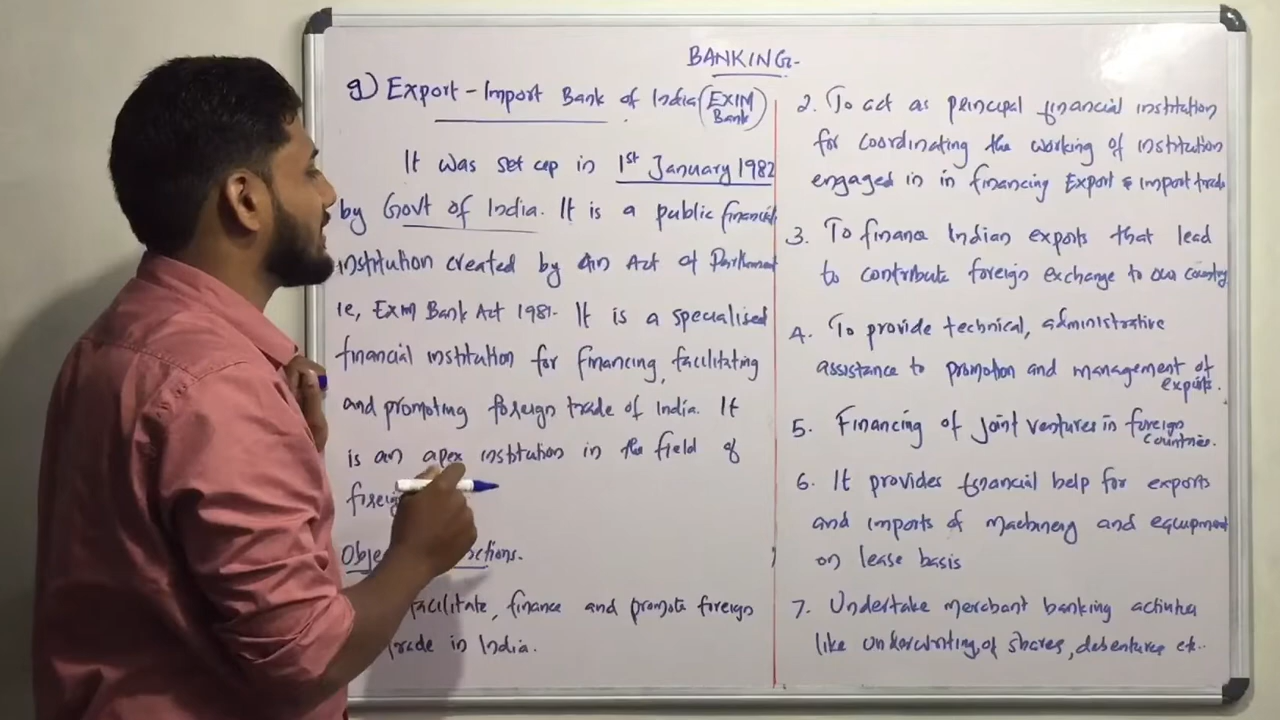 BANKING:-
9) Export - Import Bank of India (EXIM Bank)
It was set up in 1st January 1982
by Govt of India. It is a public financial
institution created by an Act of Parliament
ie, Exim Bank Act 1981. It is a specialised
financial institution for financing, facilitating
and promoting foreign trade of India. It
is an apex institution in the field of
facilitate, finance and promote foreign
trade in India.
2. To act as principal financial institution
for coordinating the working of institution
engaged in in financing Export & import trade
3. To finance Indian exports that lead
to contribute foreign exchange to our country
4. To provide technical, administrative
assistance to promotion and management of
exports.
5. Financing of joint ventures in foreign
countries.
6. It provides financial help for exports
and imports of machinery and equipment
on lease basis
7. Undertake merchant banking activities
like underwriting of shares, debentures etc..